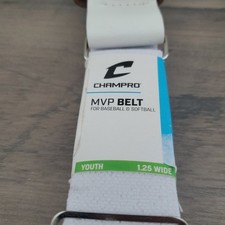 CHAMPRO
MVP BELT
FOR BASEBALL & SOFTBALL
YOUTH 1.25 WIDE